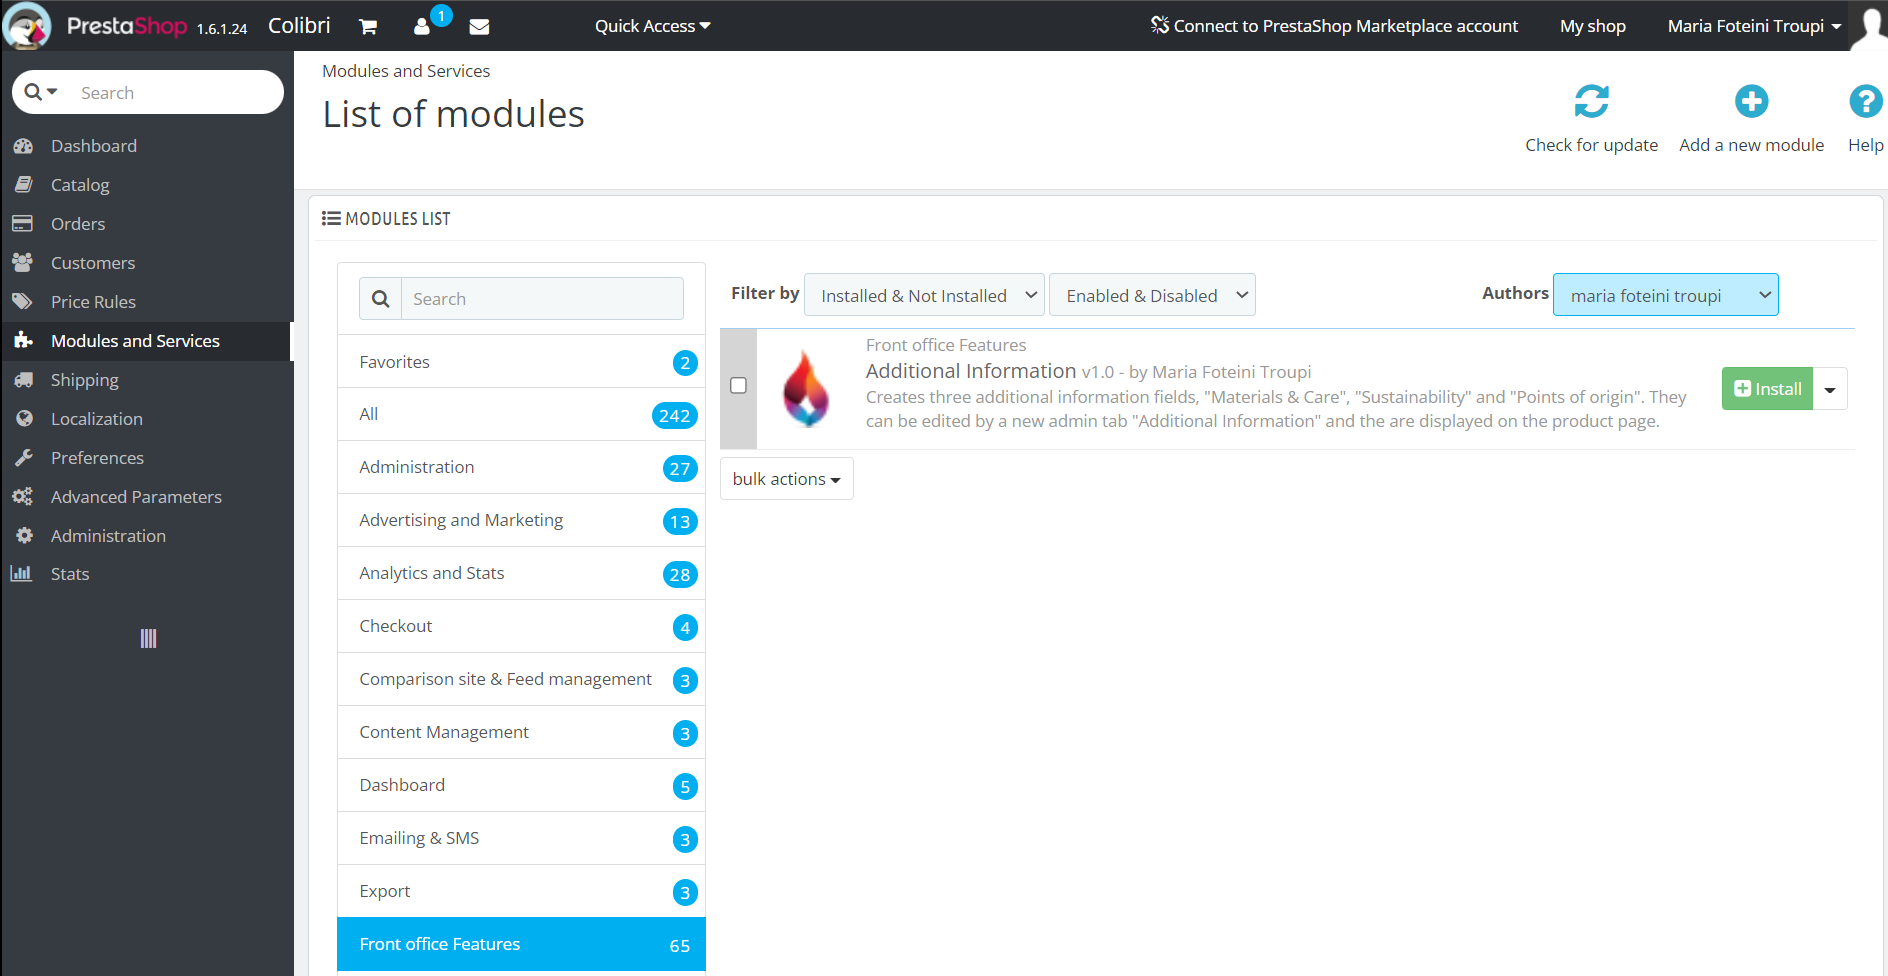 PrestaShop 1.6.1.24 Colibri 1 Quick Access Connect to PrestaShop Marketplace account My shop Maria Foteini Troupi
Search
Dashboard
Catalog
Orders
Customers
Price Rules
Modules and Services
Shipping
Localization
Preferences
Advanced Parameters
Administration
Stats
Modules and Services
List of modules
Check for update Add a new module Help
MODULES LIST
Search
Favorites 2
All 242
Administration 27
Advertising and Marketing 13
Analytics and Stats 28
Checkout 4
Comparison site & Feed management 3
Content Management 3
Dashboard 5
Emailing & SMS 3
Export 3
Front office Features 65
Filter by Installed & Not Installed Enabled & Disabled Authors maria foteini troupi
Front office Features
Additional Information v1.0 - by Maria Foteini Troupi
Creates three additional information fields, "Materials & Care", "Sustainability" and "Points of origin". They
can be edited by a new admin tab "Additional Information" and the are displayed on the product page.
Install
bulk actions